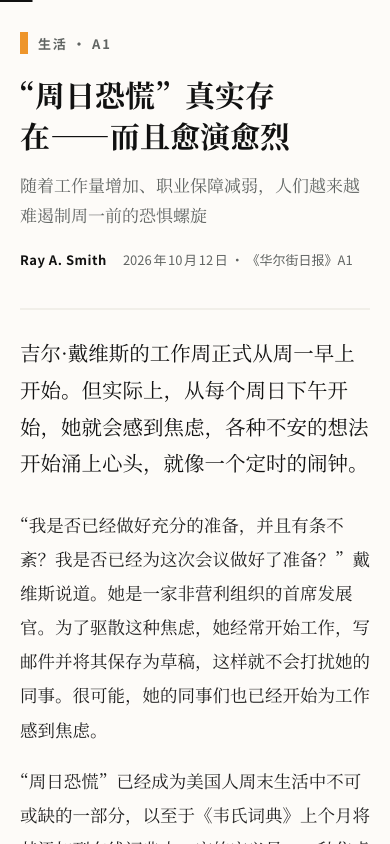 生活 • A1
“周日恐慌”真实存
在——而且愈演愈烈
随着工作量增加、职业保障减弱，人们越来越
难遏制周一前的恐惧螺旋
Ray A. Smith 2026年10月12日 • 《华尔街日报》A1
吉尔·戴维斯的工作周正式从周一早上
开始。但实际上，从每个周日下午开
始，她就会感到焦虑，各种不安的想法
开始涌上心头，就像一个定时的闹钟。
“我是否已经做好充分的准备，并且有条不
紊？我是否已经为这次会议做好了准备？”戴
维斯说道。她是一家非营利组织的首席发展
官。为了驱散这种焦虑，她经常开始工作，写
邮件并将其保存为草稿，这样就不会打扰她的
同事。很可能，她的同事们也已经开始为工作
感到焦虑。
“周日恐慌”已经成为美国人周末生活中不可
或缺的一部分，以至于《韦氏词典》上个月将